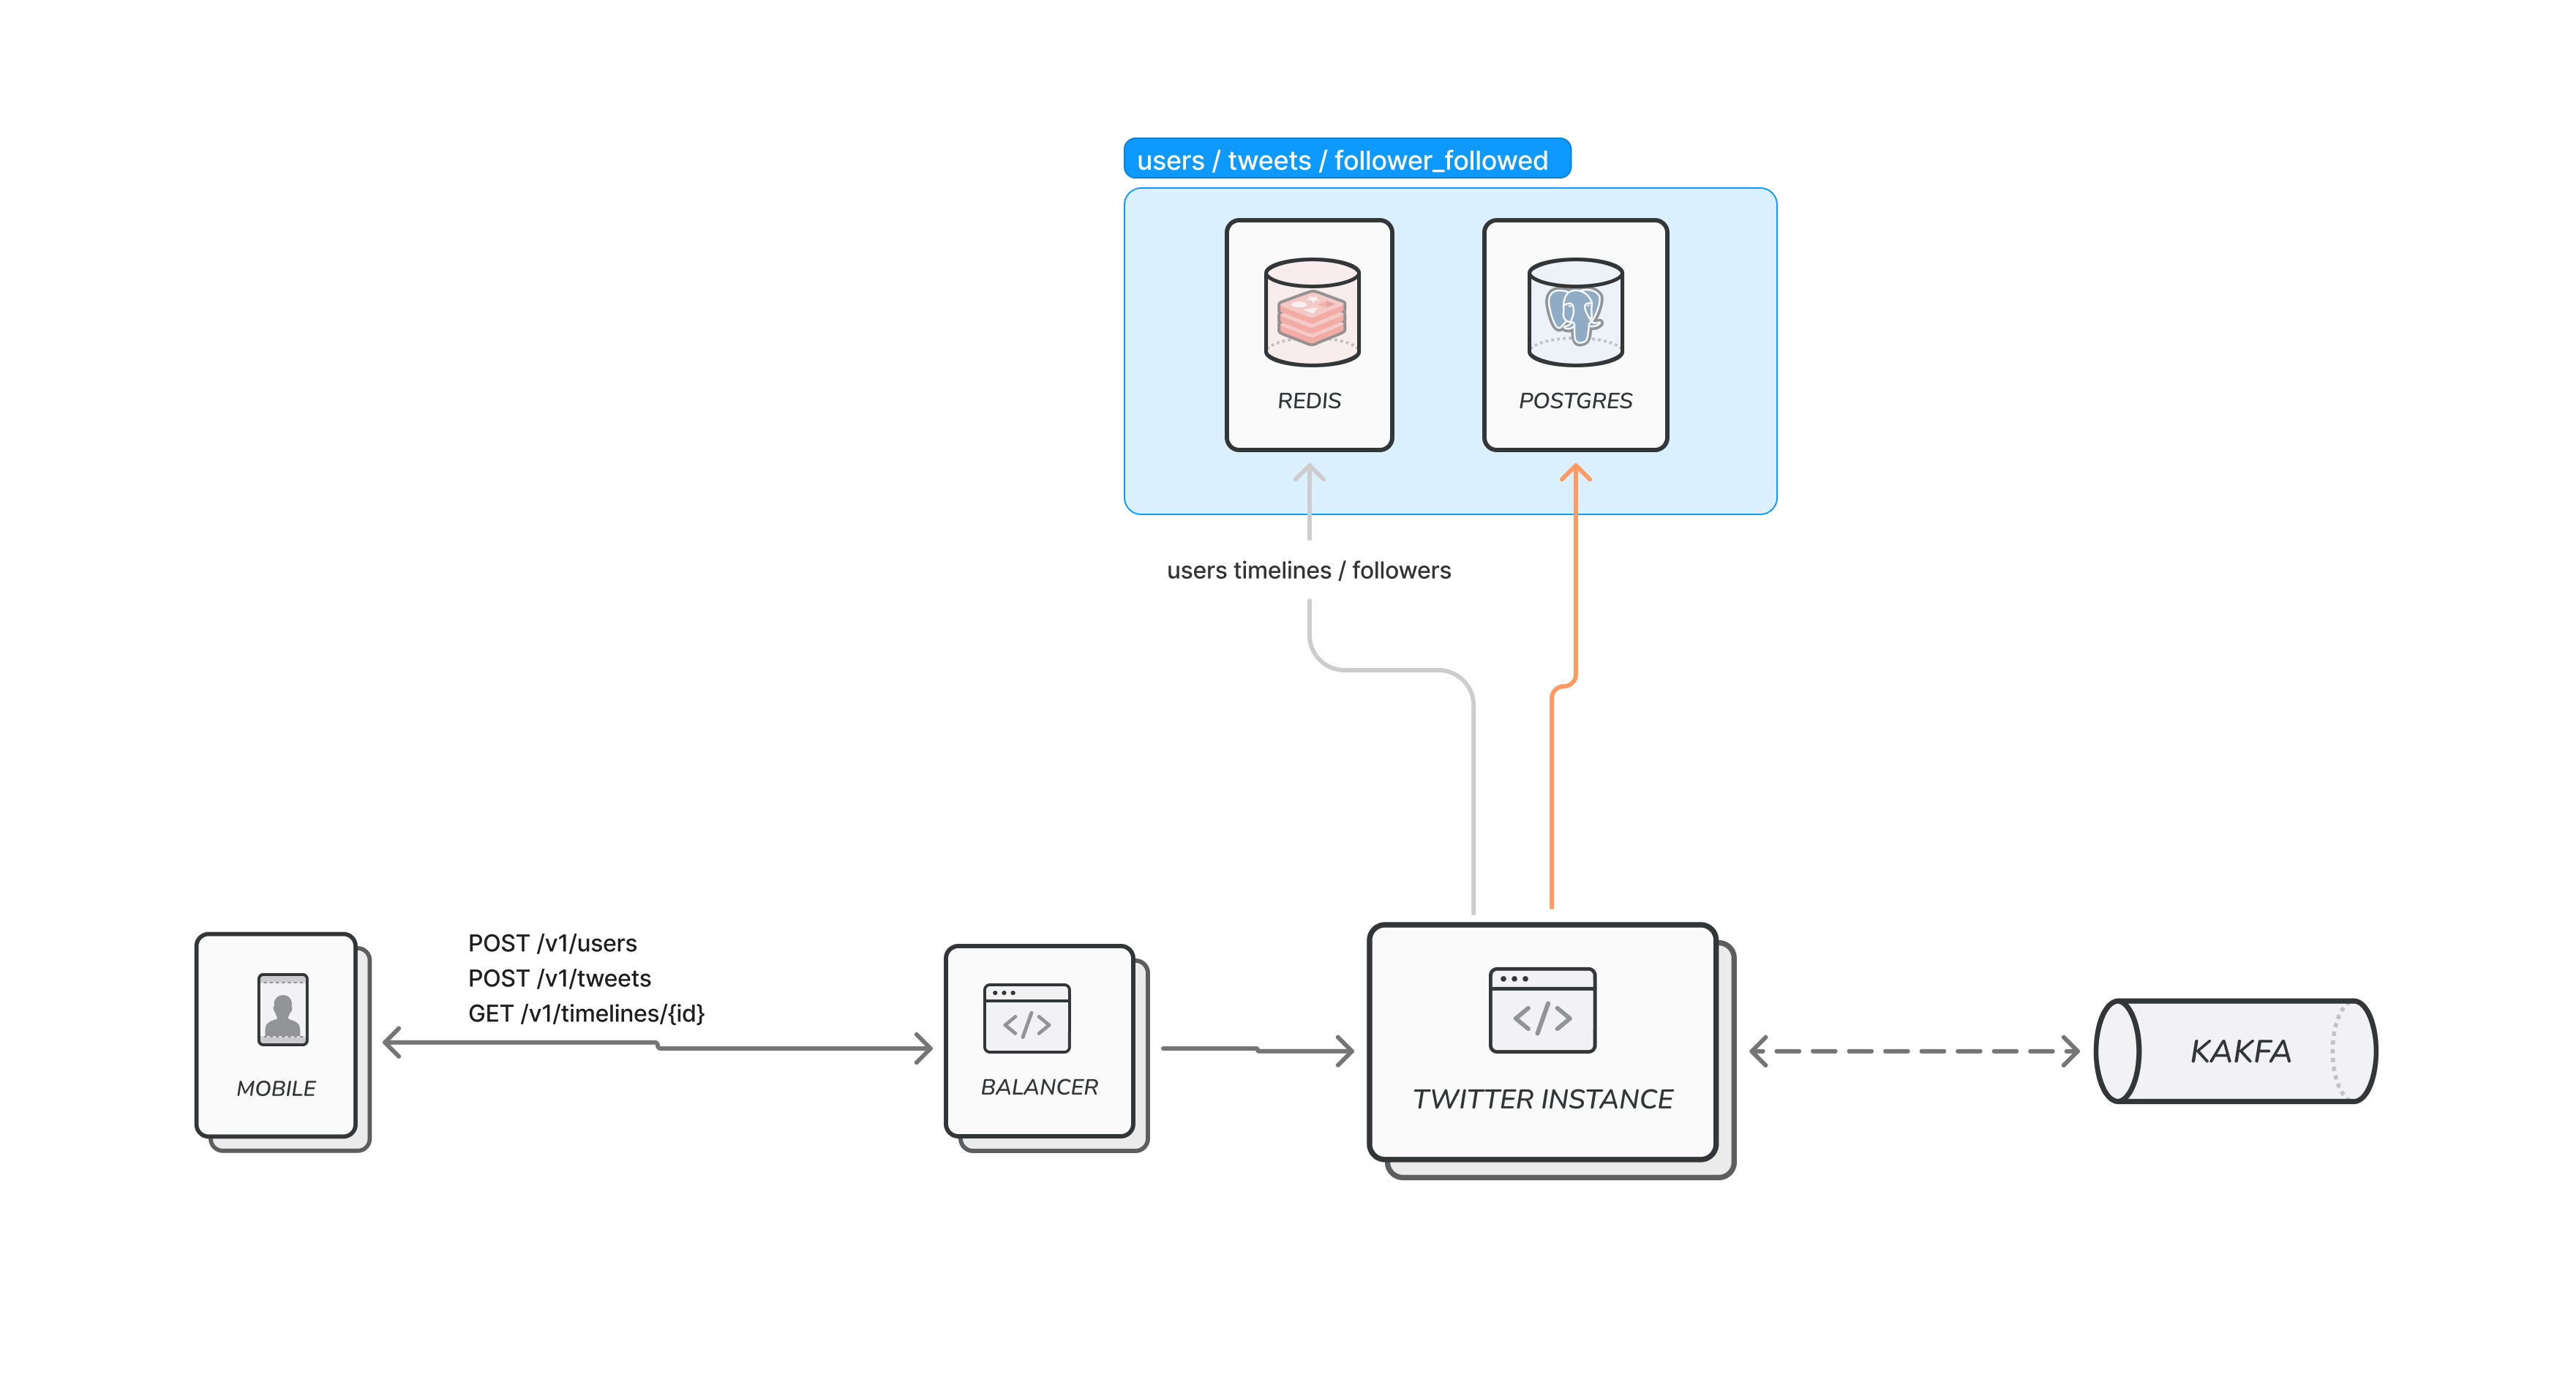 users / tweets / follower_followed
REDIS
POSTGRES
users timelines / followers
POST /v1/users
POST /v1/tweets
GET /v1/timelines/{id}
MOBILE
BALANCER
TWITTER INSTANCE
KAKFA